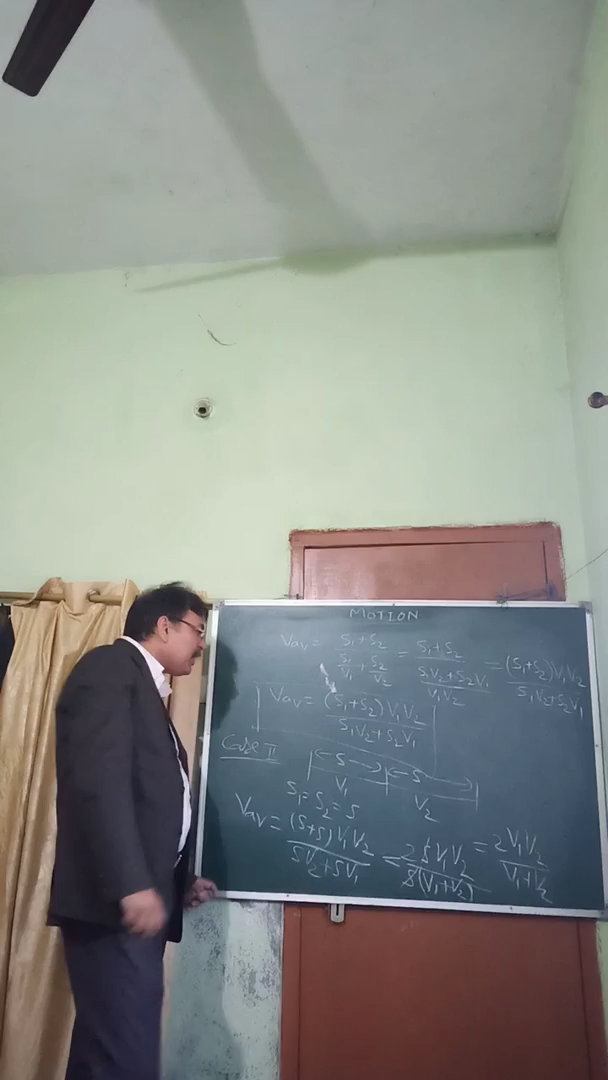 MOTION
Vav = (S₁+S₂)/(S₁/V₁ + S₂/V₂) = (S₁+S₂)/((S₁V₂+S₂V₁)/(V₁V₂)) = (S₁+S₂)V₁V₂/(S₁V₂+S₂V₁)
Vav = (S₁+S₂)V₁V₂/(S₁V₂+S₂V₁)
Case II
S S
V₁ V₂
S₁ = S₂ = S
Vav = (S+S)V₁V₂/(SV₂+SV₁) = 2SV₁V₂/(S(V₁+V₂)) = 2V₁V₂/(V₁+V₂)